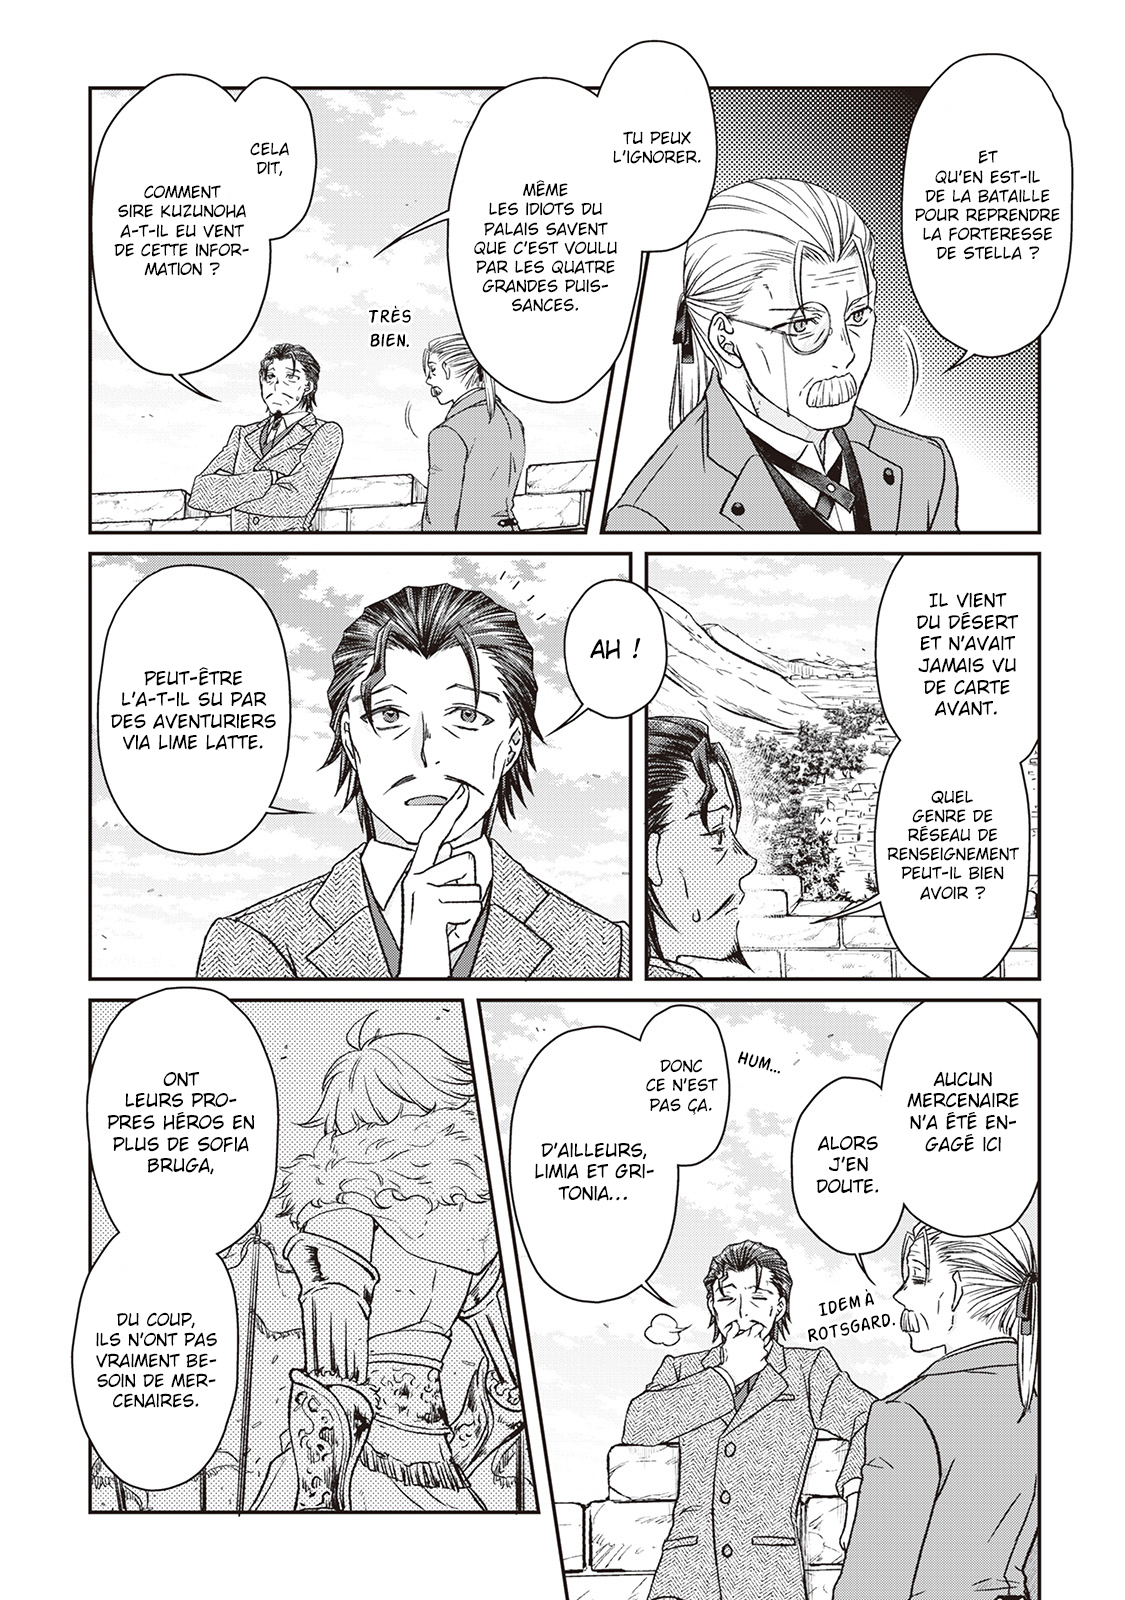 ET
QU'EN EST-IL
DE LA BATAILLE
POUR REPRENDRE
LA FORTERESSE
DE STELLA ?
TU PEUX
L'IGNORER.
MÊME
LES IDIOTS DU
PALAIS SAVENT
QUE C'EST VOULU
PAR LES QUATRE
GRANDES PUIS-
SANCES.
TRÈS
BIEN.
CELA
DIT,
COMMENT
SIRE KUZUNOHA
A-T-IL EU VENT
DE CETTE INFOR-
MATION ?
IL VIENT
DU DÉSERT
ET N'AVAIT
JAMAIS VU
DE CARTE
AVANT.
QUEL
GENRE DE
RÉSEAU DE
RENSEIGNEMENT
PEUT-IL BIEN
AVOIR ?
AH !
PEUT-ÊTRE
L'A-T-IL SU PAR
DES AVENTURIERS
VIA LIME LATTE.
AUCUN
MERCENAIRE
N'A ÉTÉ EN-
GAGÉ ICI
ALORS
J'EN
DOUTE.
IDEM À
ROTSGARD.
HUM...
DONC
CE N'EST
PAS ÇA.
D'AILLEURS,
LIMIA ET GRI-
TONIA...
ONT
LEURS PRO-
PRES HÉROS EN
PLUS DE SOFIA
BRUGA,
DU COUP,
ILS N'ONT PAS
VRAIMENT BE-
SOIN DE MER-
CENAIRES.